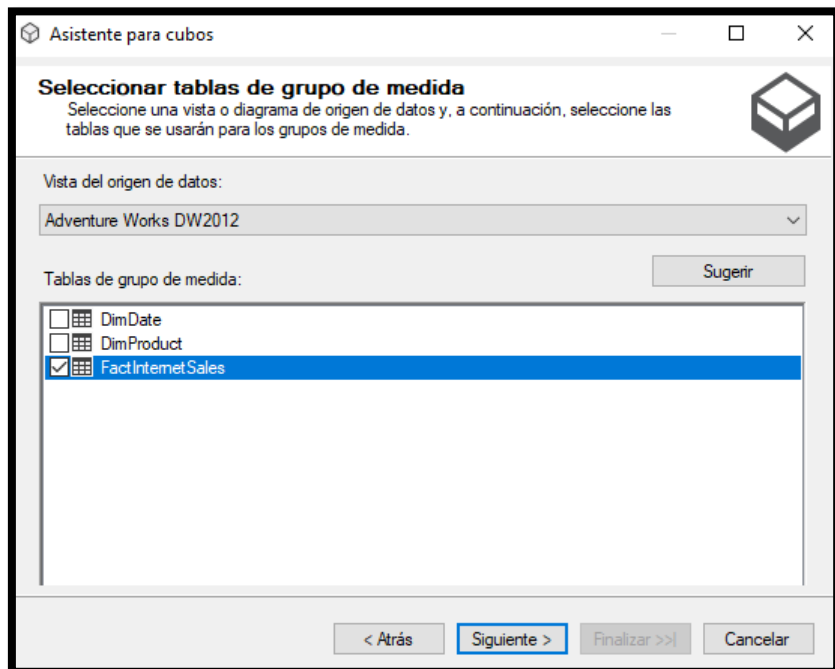 Asistente para cubos
Seleccionar tablas de grupo de medida
Seleccione una vista o diagrama de origen de datos y, a continuación, seleccione las
tablas que se usarán para los grupos de medida.
Vista del origen de datos:
Adventure Works DW2012
Sugerir
Tablas de grupo de medida:
DimDate
DimProduct
FactInternetSales
< Atrás
Siguiente >
Finalizar >>|
Cancelar